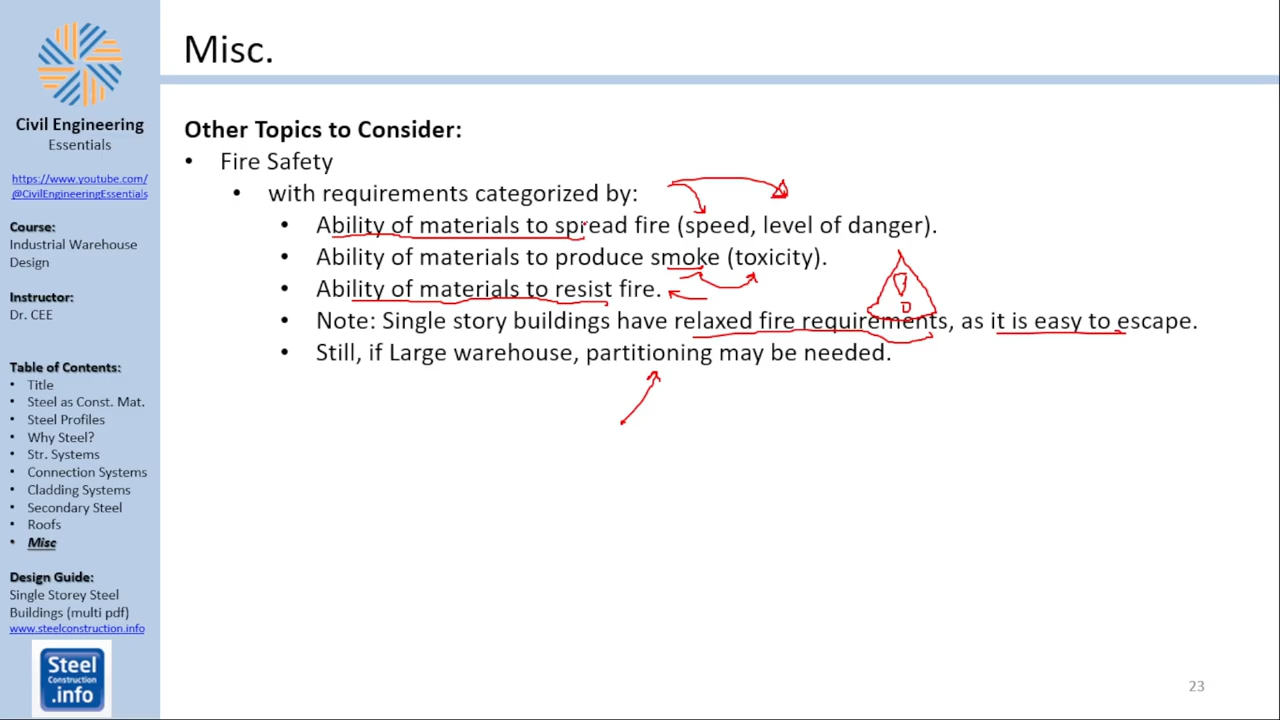 Misc.
Civil Engineering
Essentials
https://www.youtube.com/
@CivilEngineeringEssentials
Course:
Industrial Warehouse
Design
Instructor:
Dr. CEE
Table of Contents:
• Title
• Steel as Const. Mat.
• Steel Profiles
• Why Steel?
• Str. Systems
• Connection Systems
• Cladding Systems
• Secondary Steel
• Roofs
• Misc
Design Guide:
Single Storey Steel
Buildings (multi pdf)
www.steelconstruction.info
Steel
Construction
.info
Other Topics to Consider:
• Fire Safety
• with requirements categorized by:
• Ability of materials to spread fire (speed, level of danger).
• Ability of materials to produce smoke (toxicity).
• Ability of materials to resist fire.
• Note: Single story buildings have relaxed fire requirements, as it is easy to escape.
• Still, if Large warehouse, partitioning may be needed.
23